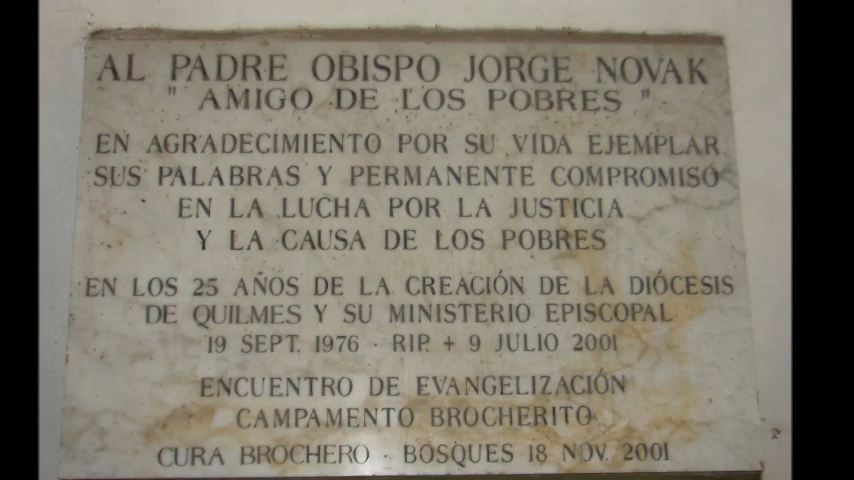 AL PADRE OBISPO JORGE NOVAK
" AMIGO DE LOS POBRES "
EN AGRADECIMIENTO POR SU VIDA EJEMPLAR
SUS PALABRAS Y PERMANENTE COMPROMISO
EN LA LUCHA POR LA JUSTICIA
Y LA CAUSA DE LOS POBRES
EN LOS 25 AÑOS DE LA CREACIÓN DE LA DIÓCESIS
DE QUILMES Y SU MINISTERIO EPISCOPAL
19 SEPT. 1976 · RIP. + 9 JULIO 2001
ENCUENTRO DE EVANGELIZACIÓN
CAMPAMENTO BROCHERITO
CURA BROCHERO · BOSQUES 18 NOV. 2001